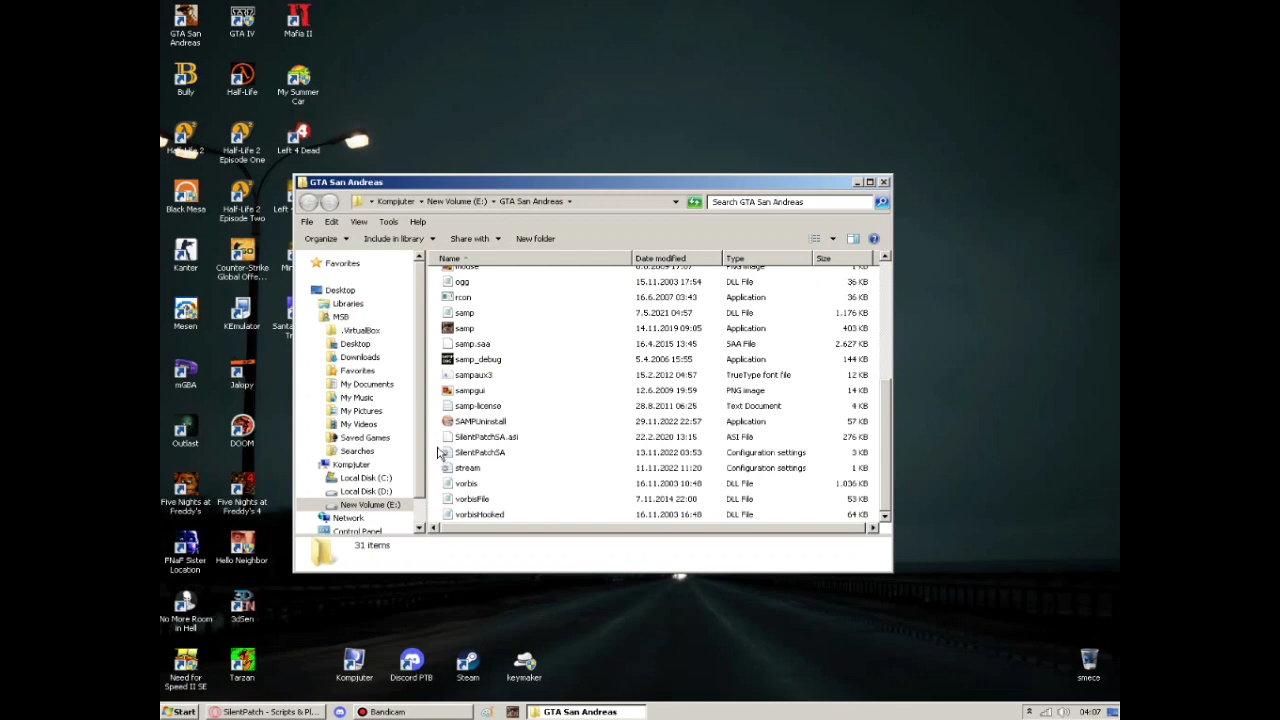 GTA San Andreas
GTA IV
Mafia II
Bully
Half-Life
My Summer Car
Half-Life 2
Half-Life 2 Episode One
Left 4 Dead
Black Mesa
Half-Life 2 Episode Two
Left 4
Kanter
Counter-Strike Global Offe...
Mesen
KEmulator
mGBA
Jalopy
Outlast
DOOM
Five Nights at Freddy's
Five Nights at Freddy's 4
FNaF Sister Location
Hello Neighbor
No More Room in Hell
3dSen
Need for Speed II SE
Tarzan
Kompjuter
Discord PTB
Steam
keymaker
smece
GTA San Andreas
Kompjuter New Volume (E:) GTA San Andreas
Search GTA San Andreas
File Edit View Tools Help
Organize Include in library Share with New folder
Favorites
Desktop
Libraries
MSB
.VirtualBox
Desktop
Downloads
Favorites
My Documents
My Music
My Pictures
My Videos
Saved Games
Searches
Kompjuter
Local Disk (C:)
Local Disk (D:)
New Volume (E:)
Network
Control Panel
Name Date modified Type Size
ogg 15.11.2003 17:54 DLL File 36 KB
rcon 16.6.2007 03:43 Application 36 KB
samp 7.5.2021 04:57 DLL File 1.176 KB
samp 14.11.2019 09:05 Application 403 KB
samp.saa 16.4.2015 13:45 SAA File 2.627 KB
samp_debug 5.4.2006 15:55 Application 144 KB
sampaux3 15.2.2012 04:57 TrueType font file 12 KB
sampgui 12.6.2009 19:59 PNG image 14 KB
samp-license 28.8.2011 06:25 Text Document 4 KB
SAMPUninstall 29.11.2022 22:57 Application 57 KB
SilentPatchSA.asi 22.2.2020 13:15 ASI File 276 KB
SilentPatchSA 13.11.2022 03:53 Configuration settings 3 KB
stream 11.11.2022 11:20 Configuration settings 1 KB
vorbis 16.11.2003 10:48 DLL File 1.036 KB
vorbisFile 7.11.2014 22:00 DLL File 53 KB
vorbisHooked 16.11.2003 16:48 DLL File 64 KB
31 items
Start
SilentPatch - Scripts & Pl...
Bandicam
GTA San Andreas
04:07